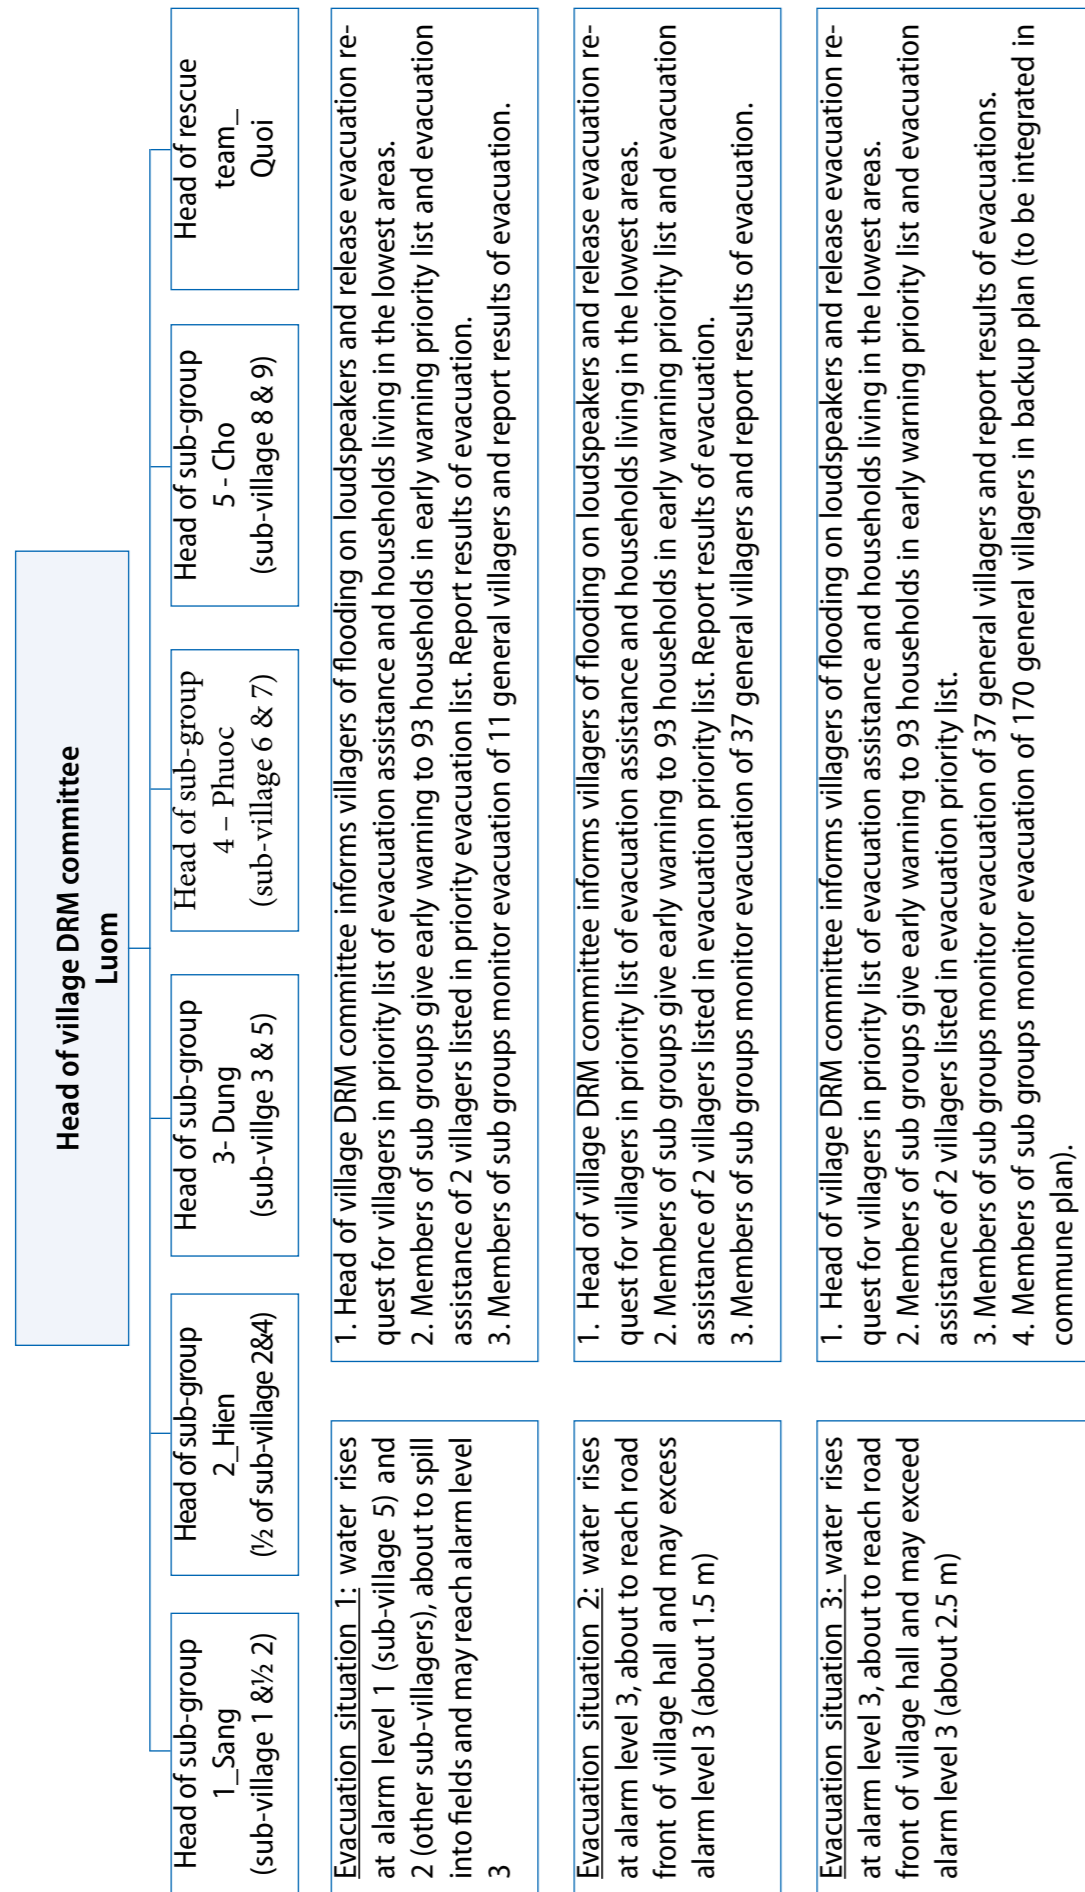 Head of village DRM committee
Luom
Head of sub-group
1_Sang
(sub-village 1 &½ 2)
Head of sub-group
2_Hien
(½ of sub-village 2&4)
Head of sub-group
3- Dung
(sub-villge 3 & 5)
Head of sub-group
4 – Phuoc
(sub-village 6 & 7)
Head of sub-group
5 - Cho
(sub-village 8 & 9)
Head of rescue
team_
Quoi
Evacuation situation 1: water rises
at alarm level 1 (sub-village 5) and
2 (other sub-villagers), about to spill
into fields and may reach alarm level
3
1. Head of village DRM committee informs villagers of flooding on loudspeakers and release evacuation re-
quest for villagers in priority list of evacuation assistance and households living in the lowest areas.
2. Members of sub groups give early warning to 93 households in early warning priority list and evacuation
assistance of 2 villagers listed in priority evacuation list. Report results of evacuation.
3. Members of sub groups monitor evacuation of 11 general villagers and report results of evacuation.
Evacuation situation 2: water rises
at alarm level 3, about to reach road
front of village hall and may excess
alarm level 3 (about 1.5 m)
1. Head of village DRM committee informs villagers of flooding on loudspeakers and release evacuation re-
quest for villagers in priority list of evacuation assistance and households living in the lowest areas.
2. Members of sub groups give early warning to 93 households in early warning priority list and evacuation
assistance of 2 villagers listed in evacuation priority list. Report results of evacuation.
3. Members of sub groups monitor evacuation of 37 general villagers and report results of evacuation.
Evacuation situation 3: water rises
at alarm level 3, about to reach road
front of village hall and may exceed
alarm level 3 (about 2.5 m)
1. Head of village DRM committee informs villagers of flooding on loudspeakers and release evacuation re-
quest for villagers in priority list of evacuation assistance and households living in the lowest areas.
2. Members of sub groups give early warning to 93 households in early warning priority list and evacuation
assistance of 2 villagers listed in evacuation priority list.
3. Members of sub groups monitor evacuation of 37 general villagers and report results of evacuations.
4. Members of sub groups monitor evacuation of 170 general villagers in backup plan (to be integrated in
commune plan).